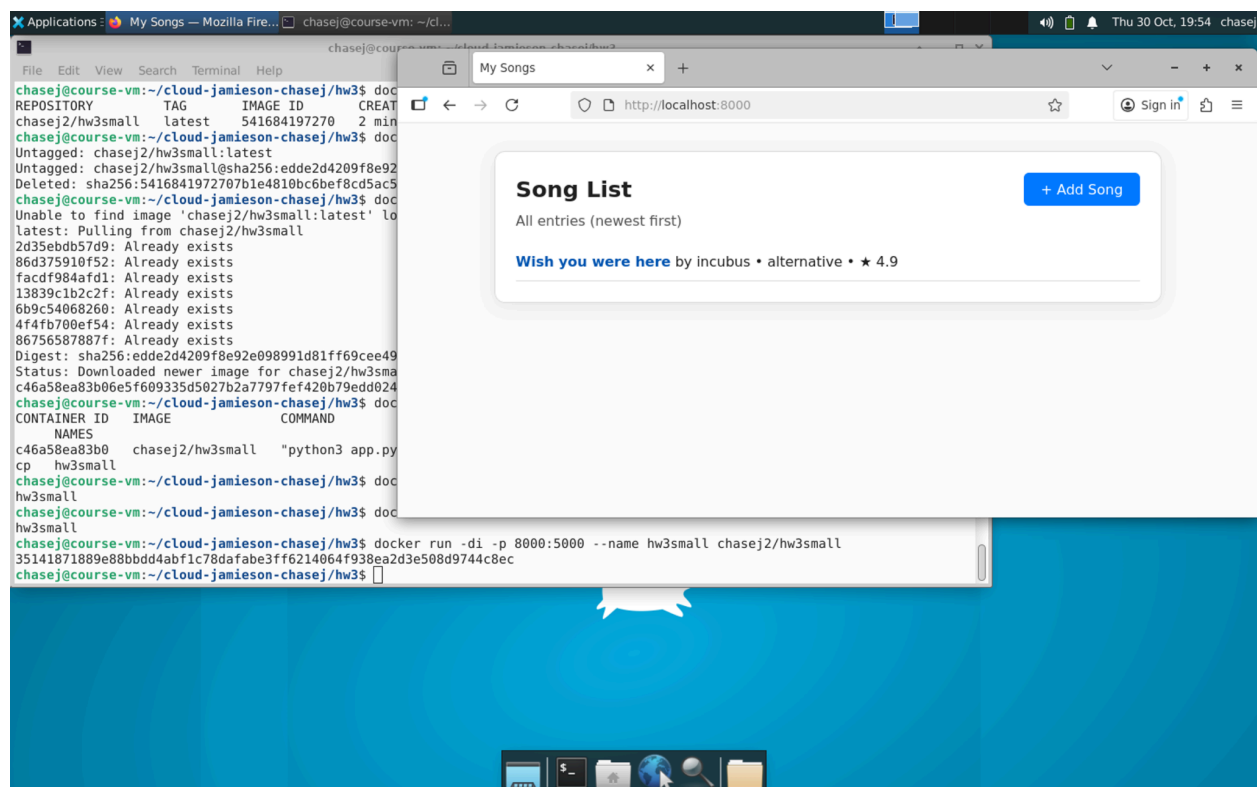 Applications
My Songs — Mozilla Fire...
chasej@course-vm: ~/cl...
Thu 30 Oct, 19:54 chasej
File Edit View Search Terminal Help
chasej@course-vm:~/cloud-jamieson-chasej/hw3$ doc
REPOSITORY TAG IMAGE ID CREAT
chasej2/hw3small latest 541684197270 2 min
chasej@course-vm:~/cloud-jamieson-chasej/hw3$ doc
Untagged: chasej2/hw3small:latest
Untagged: chasej2/hw3small@sha256:edde2d4209f8e92
Deleted: sha256:5416841972707b1e4810bc6bef8cd5ac5
chasej@course-vm:~/cloud-jamieson-chasej/hw3$ doc
Unable to find image 'chasej2/hw3small:latest' lo
latest: Pulling from chasej2/hw3small
2d35ebdb57d9: Already exists
86d375910f52: Already exists
facdf984afd1: Already exists
13839c1b2c2f: Already exists
6b9c54068260: Already exists
4f4fb700ef54: Already exists
86756587887f: Already exists
Digest: sha256:edde2d4209f8e92e098991d81ff69cee49
Status: Downloaded newer image for chasej2/hw3sma
c46a58ea83b06e5f609335d5027b2a7797fef420b79edd024
chasej@course-vm:~/cloud-jamieson-chasej/hw3$ doc
CONTAINER ID IMAGE COMMAND
NAMES
c46a58ea83b0 chasej2/hw3small "python3 app.py
cp hw3small
chasej@course-vm:~/cloud-jamieson-chasej/hw3$ doc
hw3small
chasej@course-vm:~/cloud-jamieson-chasej/hw3$ doc
hw3small
chasej@course-vm:~/cloud-jamieson-chasej/hw3$ docker run -di -p 8000:5000 --name hw3small chasej2/hw3small
35141871889e88bbdd4abf1c78dafabe3ff6214064f938ea2d3e508d9744c8ec
chasej@course-vm:~/cloud-jamieson-chasej/hw3$
My Songs
http://localhost:8000
Sign in
Song List
+ Add Song
All entries (newest first)
Wish you were here by incubus • alternative • ★ 4.9